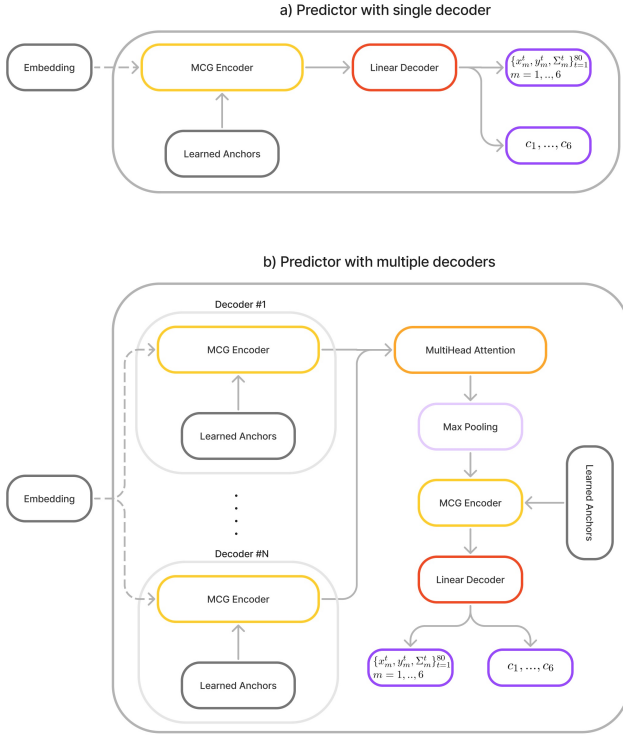 a) Predictor with single decoder
Embedding
MCG Encoder
Linear Decoder
$\{x_m^t, y_m^t, \Sigma_m^t\}_{t=1}^{80}$
$m = 1, .., 6$
Learned Anchors
$c_1, ..., c_6$
b) Predictor with multiple decoders
Decoder #1
MCG Encoder
MultiHead Attention
Learned Anchors
Max Pooling
Embedding
MCG Encoder
Learned Anchors
Decoder #N
MCG Encoder
Linear Decoder
Learned Anchors
$\{x_m^t, y_m^t, \Sigma_m^t\}_{t=1}^{80}$
$m = 1, .., 6$
$c_1, ..., c_6$